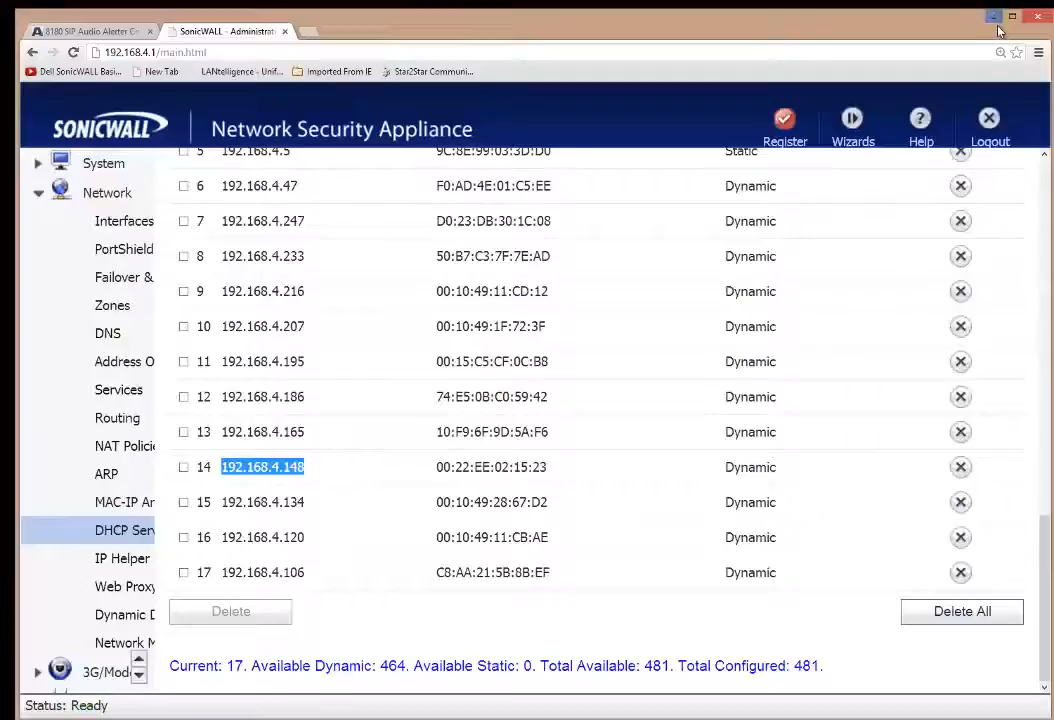 8180 SIP Audio Alerter Co
SonicWALL - Administrati
192.168.4.1/main.html
Dell SonicWALL Basi...
New Tab
LANtelligence - Unif...
Imported From IE
Star2Star Communi...
SONICWALL
Network Security Appliance
Register
Wizards
Help
Logout
System
Network
Interfaces
PortShield
Failover &
Zones
DNS
Address O
Services
Routing
NAT Policie
ARP
MAC-IP An
DHCP Serv
IP Helper
Web Proxy
Dynamic D
Network M
3G/Mode
5 192.168.4.5 9C:8E:99:03:3D:D0 Static
6 192.168.4.47 F0:AD:4E:01:C5:EE Dynamic
7 192.168.4.247 D0:23:DB:30:1C:08 Dynamic
8 192.168.4.233 50:B7:C3:7F:7E:AD Dynamic
9 192.168.4.216 00:10:49:11:CD:12 Dynamic
10 192.168.4.207 00:10:49:1F:72:3F Dynamic
11 192.168.4.195 00:15:C5:CF:0C:B8 Dynamic
12 192.168.4.186 74:E5:0B:C0:59:42 Dynamic
13 192.168.4.165 10:F9:6F:9D:5A:F6 Dynamic
14 192.168.4.148 00:22:EE:02:15:23 Dynamic
15 192.168.4.134 00:10:49:28:67:D2 Dynamic
16 192.168.4.120 00:10:49:11:CB:AE Dynamic
17 192.168.4.106 C8:AA:21:5B:8B:EF Dynamic
Delete
Delete All
Current: 17. Available Dynamic: 464. Available Static: 0. Total Available: 481. Total Configured: 481.
Status: Ready